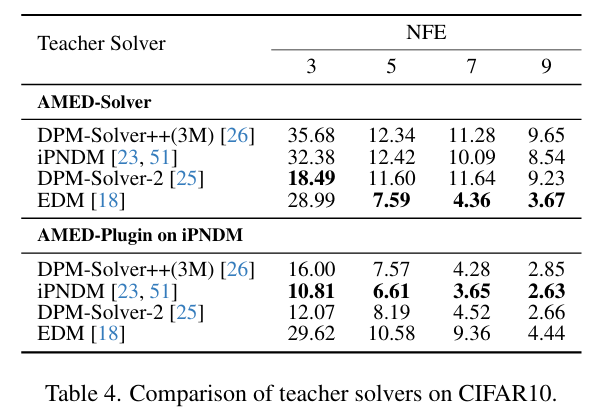 Teacher Solver NFE
3 5 7 9
AMED-Solver
DPM-Solver++(3M) [26] 35.68 12.34 11.28 9.65
iPNDM [23, 51] 32.38 12.42 10.09 8.54
DPM-Solver-2 [25] 18.49 11.60 11.64 9.23
EDM [18] 28.99 7.59 4.36 3.67
AMED-Plugin on iPNDM
DPM-Solver++(3M) [26] 16.00 7.57 4.28 2.85
iPNDM [23, 51] 10.81 6.61 3.65 2.63
DPM-Solver-2 [25] 12.07 8.19 4.52 2.66
EDM [18] 29.62 10.58 9.36 4.44
Table 4. Comparison of teacher solvers on CIFAR10.